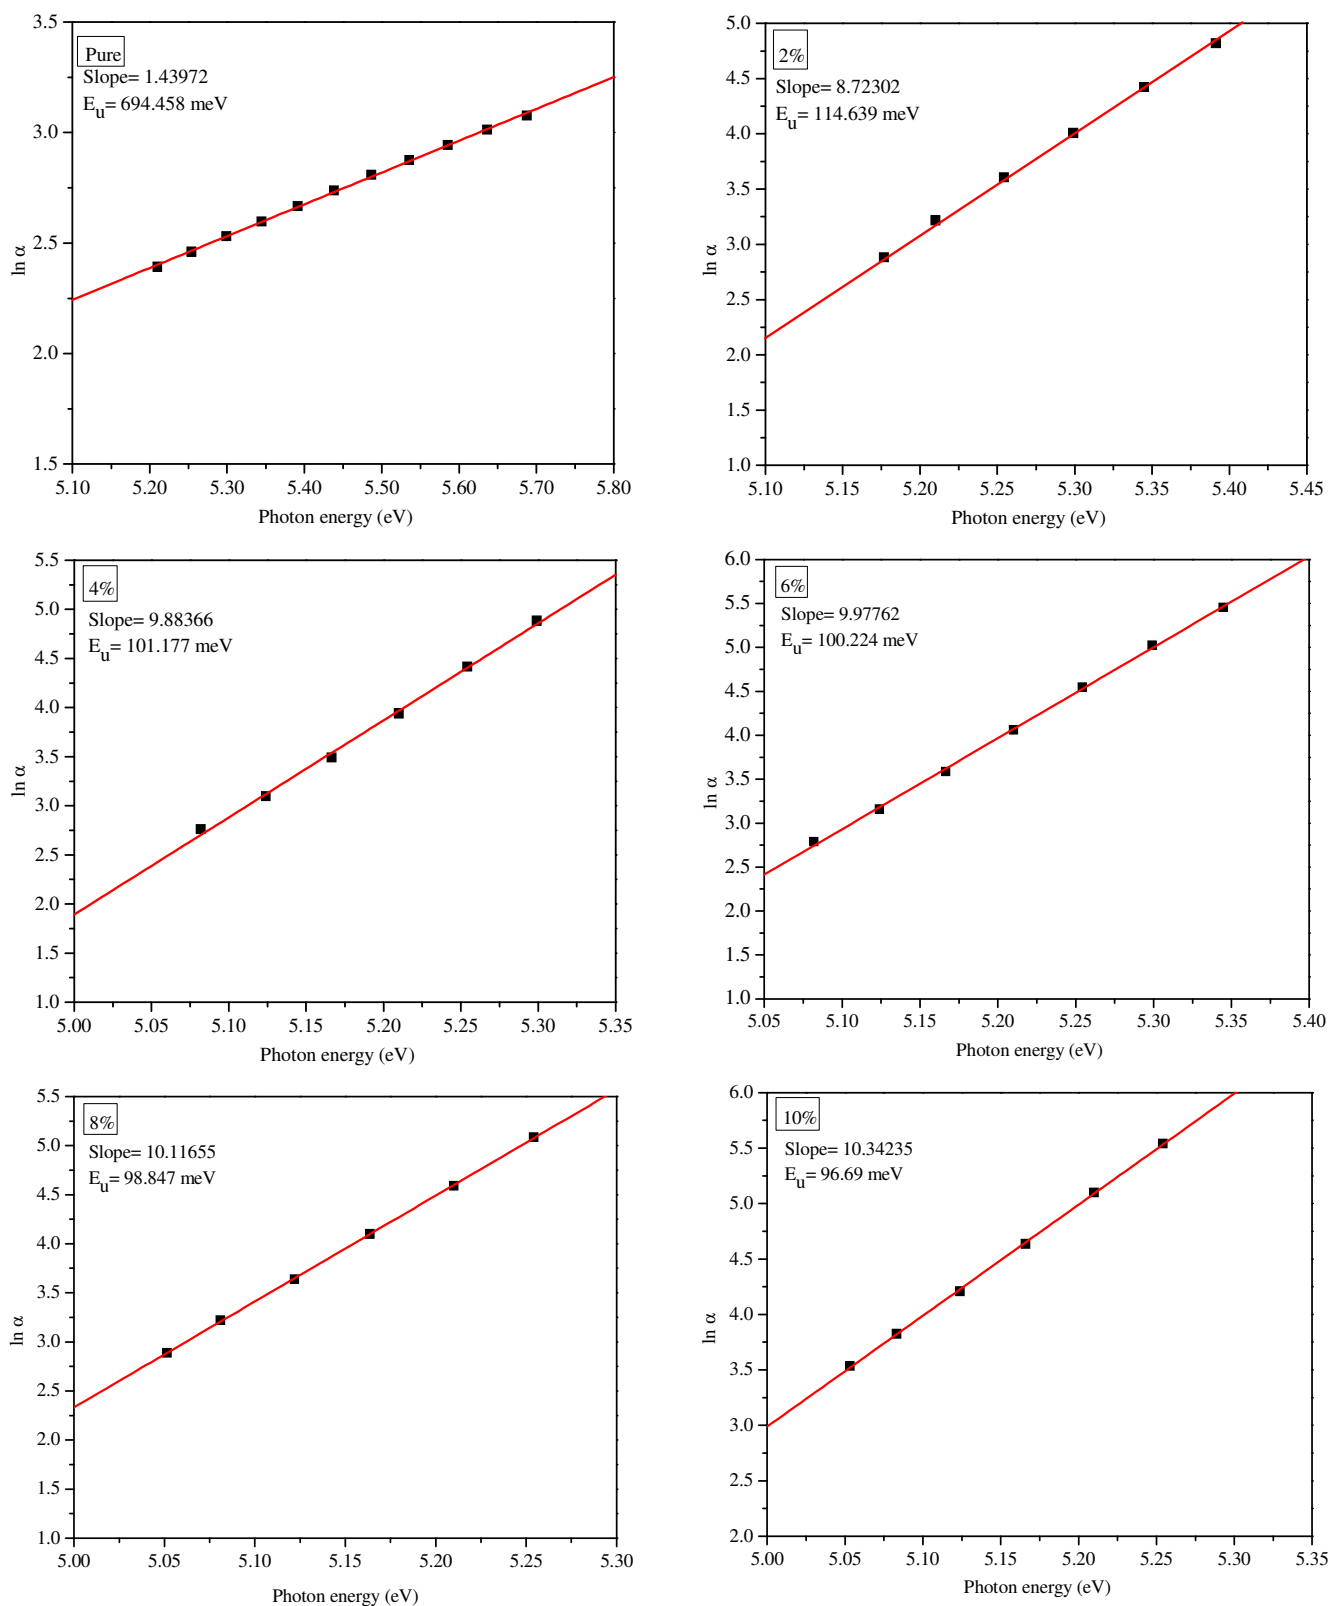 Pure
Slope= 1.43972
Eu= 694.458 meV
3.5
3.0
2.5
2.0
1.5
ln α
5.10 5.20 5.30 5.40 5.50 5.60 5.70 5.80
Photon energy (eV)
2%
Slope= 8.72302
Eu= 114.639 meV
5.0
4.5
4.0
3.5
3.0
2.5
2.0
1.5
1.0
ln α
5.10 5.15 5.20 5.25 5.30 5.35 5.40 5.45
Photon energy (eV)
4%
Slope= 9.88366
Eu= 101.177 meV
5.5
5.0
4.5
4.0
3.5
3.0
2.5
2.0
1.5
1.0
ln α
5.00 5.05 5.10 5.15 5.20 5.25 5.30 5.35
Photon energy (eV)
6%
Slope= 9.97762
Eu= 100.224 meV
6.0
5.5
5.0
4.5
4.0
3.5
3.0
2.5
2.0
1.5
1.0
ln α
5.05 5.10 5.15 5.20 5.25 5.30 5.35 5.40
Photon energy (eV)
8%
Slope= 10.11655
Eu= 98.847 meV
5.5
5.0
4.5
4.0
3.5
3.0
2.5
2.0
1.5
1.0
ln α
5.00 5.05 5.10 5.15 5.20 5.25 5.30
Photon energy (eV)
10%
Slope= 10.34235
Eu= 96.69 meV
6.0
5.5
5.0
4.5
4.0
3.5
3.0
2.5
2.0
ln α
5.00 5.05 5.10 5.15 5.20 5.25 5.30 5.35
Photon energy (eV)